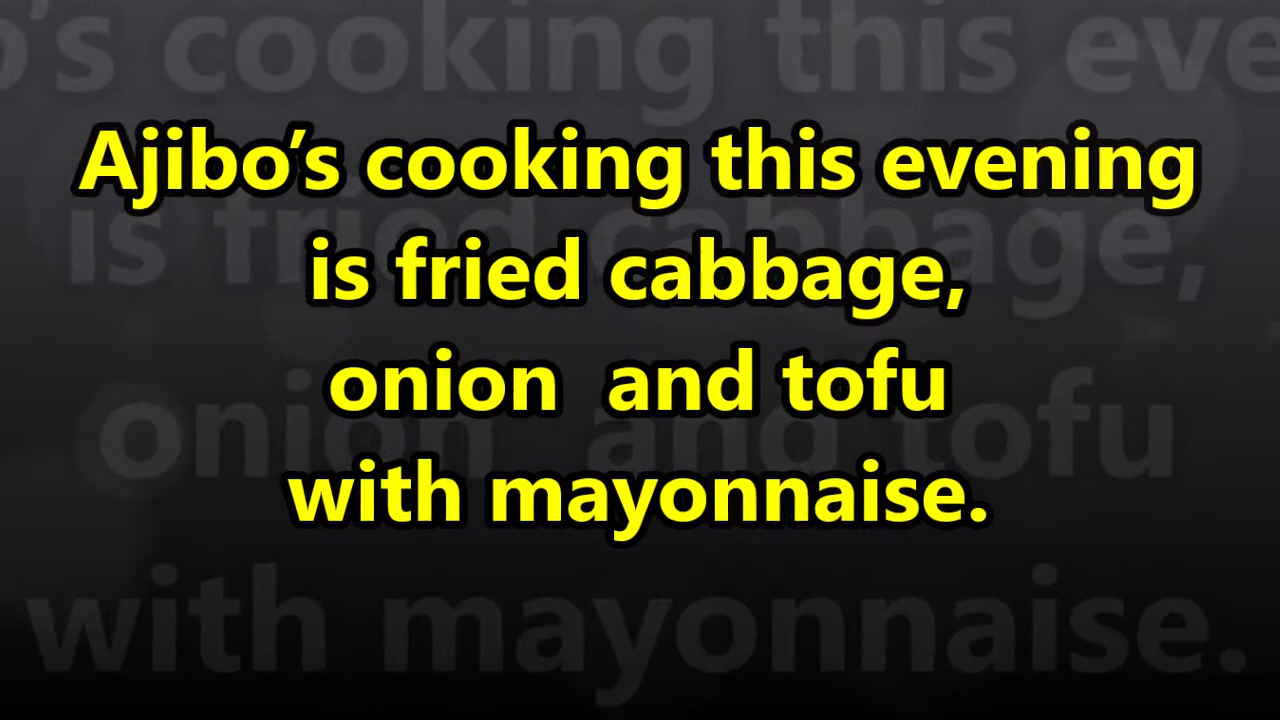 Ajibo’s cooking this evening
is fried cabbage,
onion  and tofu
with mayonnaise.